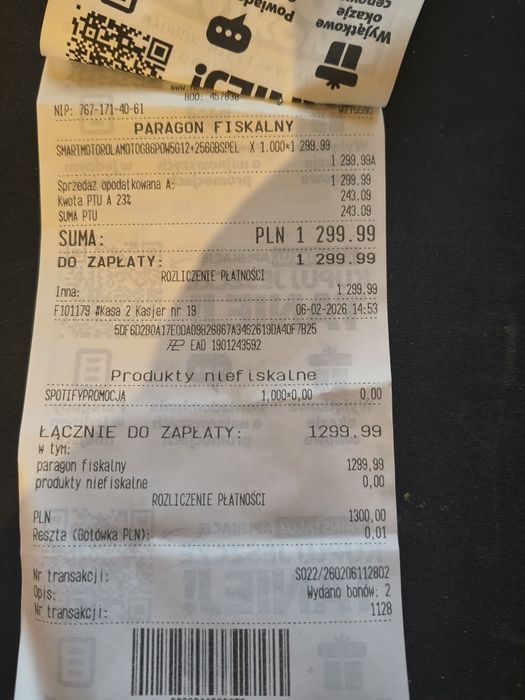 Wyjątkowe
okazje
Powiadom
NIP: 767-171-40-61
PARAGON FISKALNY
SMARTMOTOROLAMOTOG86POW5G12+256GBSPEL X 1.000*1 299.99
1 299.99A
Sprzedaż opodatkowana A: 1 299.99
Kwota PTU A 23% 243.09
SUMA PTU 243.09
SUMA: PLN 1 299.99
DO ZAPŁATY: 1 299.99
ROZLICZENIE PŁATNOŚCI
Inna: 1 299.99
F101179 #Kasa 2 Kasjer nr 19 06-02-2026 14:53
EAD 1901243592
Produkty niefiskalne
SPOTIFYPROMOCJA 1,000*0,00 0,00
ŁĄCZNIE DO ZAPŁATY: 1299,99
w tym:
paragon fiskalny 1299,99
produkty niefiskalne 0,00
ROZLICZENIE PŁATNOŚCI
PLN 1300,00
Reszta (Gotówka PLN): 0,01
Nr transakcji: S022/260206112802
Opis: Wydano bonów: 2
Nr transakcji: 1128